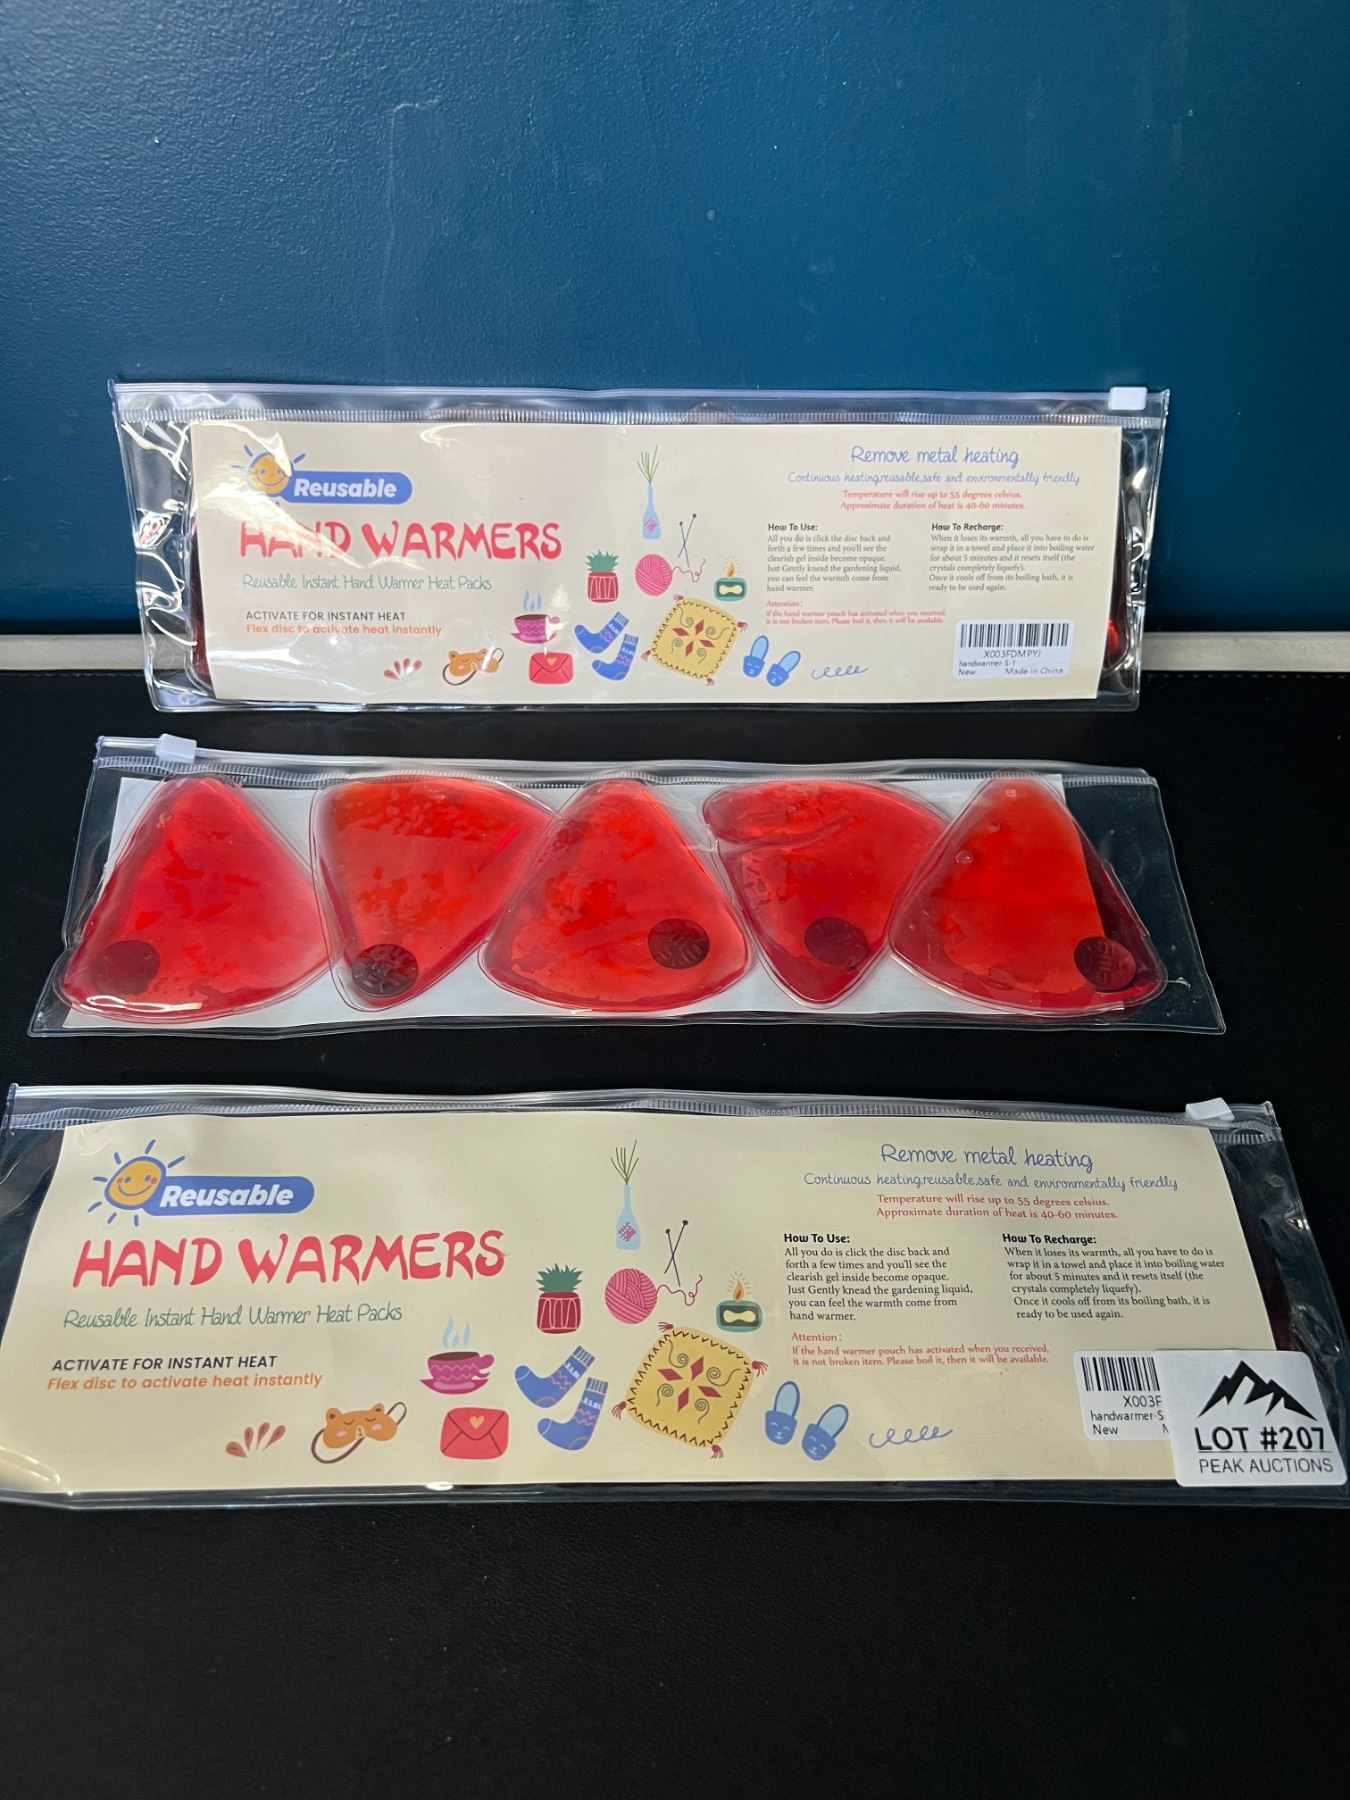 Reusable
HAND WARMERS
Reusable Instant Hand Warmer Heat Packs
ACTIVATE FOR INSTANT HEAT
Flex disc to activate heat instantly
Remove metal heating
Continuous heating,reusable,safe and environmentally friendly
Temperature will rise up to 55 degrees celsius.
Approximate duration of heat is 40-60 minutes.
How To Use:
All you do is click the disc back and
forth a few times and you'll see the
clearish gel inside become opaque.
Just Gently knead the gardening liquid,
you can feel the warmth come from
hand warmer.
How To Recharge:
When it loses its warmth, all you have to do is
wrap it in a towel and place it into boiling water
for about 5 minutes and it resets itself (the
crystals completely liquefy).
Once it cools off from its boiling bath, it is
ready to be used again.
Attention:
If the hand warmer pouch has activated when you received,
it is not broken item. Please boil it, then it will be available.
X003FDMPYJ
handwarmer-S-1
New Made in China
Reusable
HAND WARMERS
Reusable Instant Hand Warmer Heat Packs
ACTIVATE FOR INSTANT HEAT
Flex disc to activate heat instantly
Remove metal heating
Continuous heating,reusable,safe and environmentally friendly
Temperature will rise up to 55 degrees celsius.
Approximate duration of heat is 40-60 minutes.
How To Use:
All you do is click the disc back and
forth a few times and you'll see the
clearish gel inside become opaque.
Just Gently knead the gardening liquid,
you can feel the warmth come from
hand warmer.
How To Recharge:
When it loses its warmth, all you have to do is
wrap it in a towel and place it into boiling water
for about 5 minutes and it resets itself (the
crystals completely liquefy).
Once it cools off from its boiling bath, it is
ready to be used again.
Attention:
If the hand warmer pouch has activated when you received,
it is not broken item. Please boil it, then it will be available.
X003F
handwarmer-S
New M
LOT #207
PEAK AUCTIONS